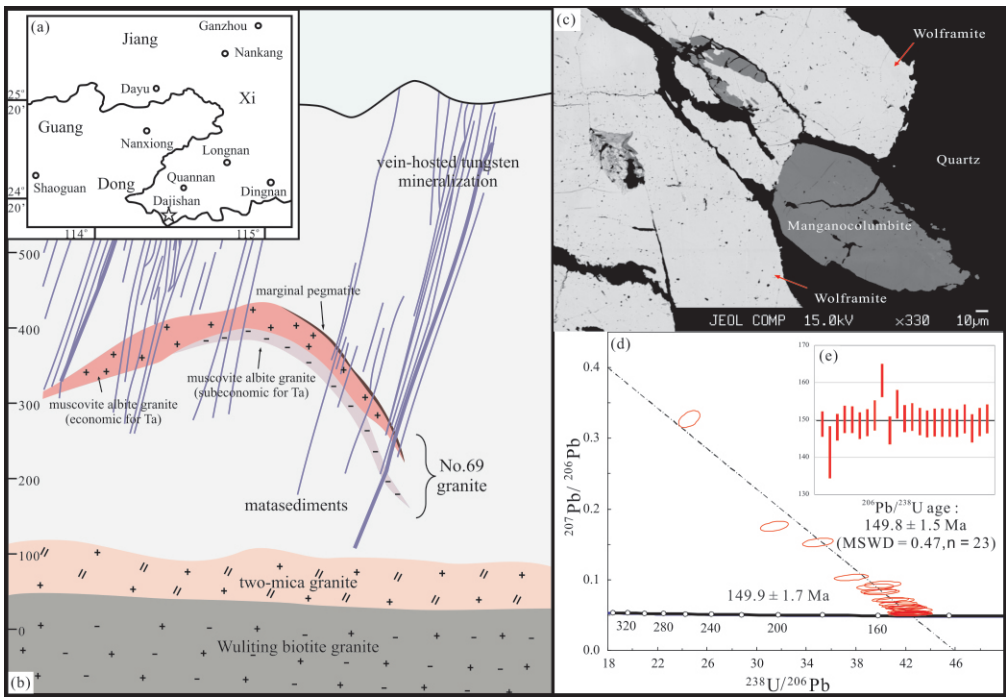 (a)
Ganzhou
Jiang
Nankang
25°
20'
Dayu
Xi
Guang
Nanxiong
Longnan
Shaoguan
Dong
Quannan
Dingnan
24°
20'
Dajishan
114°
115°
vein-hosted tungsten
mineralization
500
400
300
200
100
0
marginal pegmatite
muscovite albite granite
(subeconomic for Ta)
muscovite albite granite
(economic for Ta)
No.69
granite
matasediments
two-mica granite
Wuliting biotite granite
(b)
(c)
Wolframite
Quartz
Manganocolumbite
Wolframite
JEOL COMP 15.0kV ×330 10μm
(d)
0.4
0.3
0.2
0.1
0.0
207Pb/ 206Pb
(e)
150
150
140
130
206Pb/238U age :
149.8 ± 1.5 Ma
(MSWD = 0.47, n = 23)
149.9 ± 1.7 Ma
320 280 240 200 160
18 22 26 30 34 38 42 46
238U/206Pb